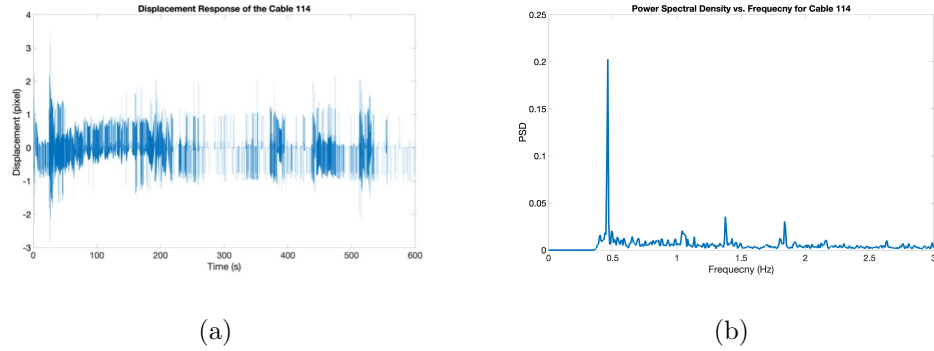 Displacement Response of the Cable 114
Displacement (pixel)
4
3
2
1
0
-1
-2
-3
0 100 200 300 400 500 600
Time (s)
(a)
Power Spectral Density vs. Frequecny for Cable 114
PSD
0.25
0.2
0.15
0.1
0.05
0
0 0.5 1 1.5 2 2.5 3
Frequecny (Hz)
(b)